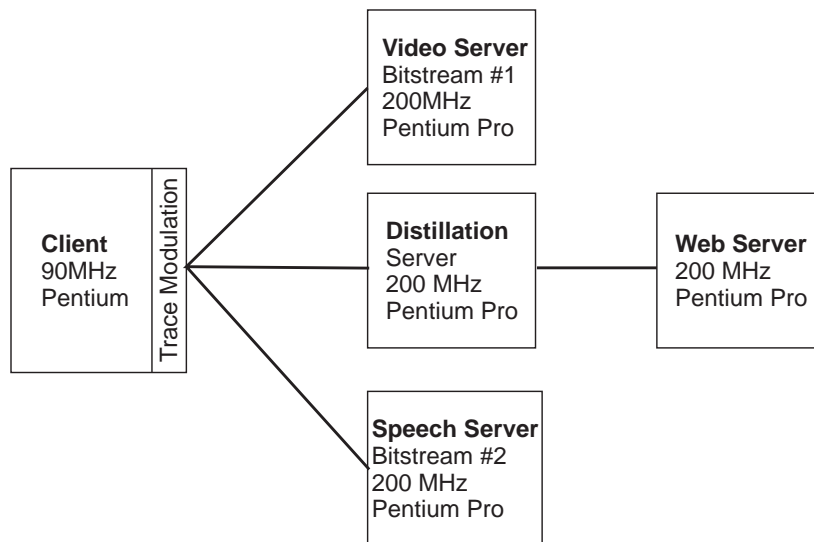 Video Server
Bitstream #1
200MHz
Pentium Pro
Client
90MHz
Pentium
Trace Modulation
Distillation
Server
200 MHz
Pentium Pro
Web Server
200 MHz
Pentium Pro
Speech Server
Bitstream #2
200 MHz
Pentium Pro